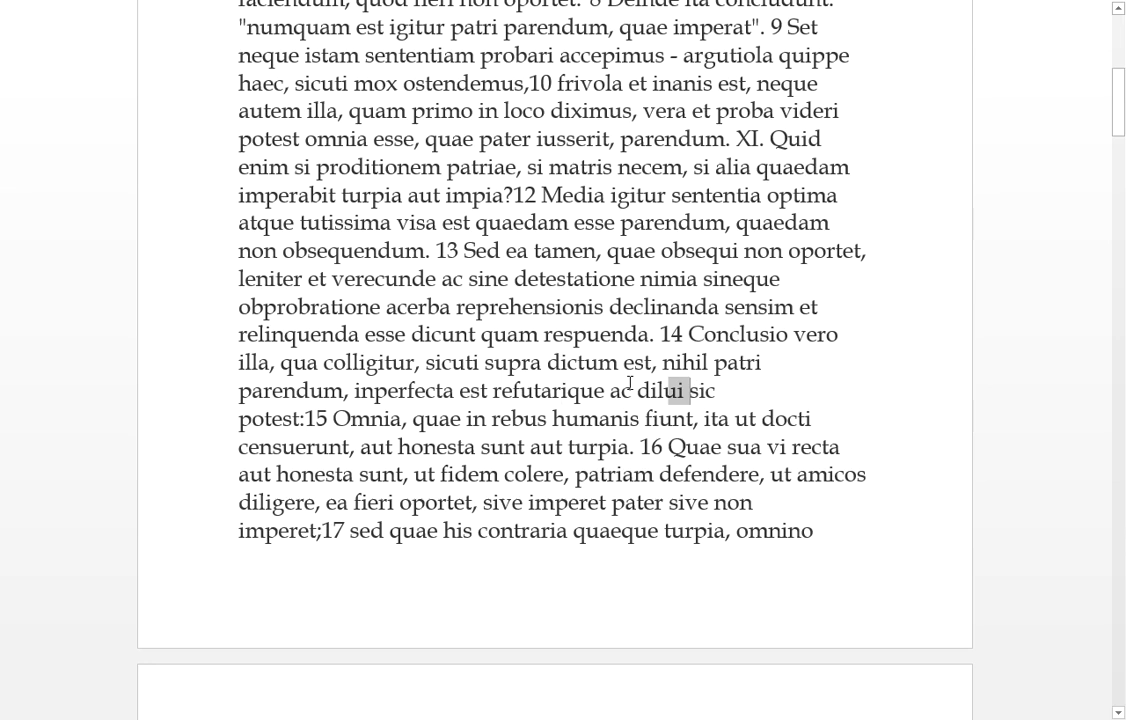 faciendum, quod fieri non oportet. 8 Deinde ita concludunt:
"numquam est igitur patri parendum, quae imperat". 9 Set
neque istam sententiam probari accepimus - argutiola quippe
haec, sicuti mox ostendemus,10 frivola et inanis est, neque
autem illa, quam primo in loco diximus, vera et proba videri
potest omnia esse, quae pater iusserit, parendum. XI. Quid
enim si proditionem patriae, si matris necem, si alia quaedam
imperabit turpia aut impia?12 Media igitur sententia optima
atque tutissima visa est quaedam esse parendum, quaedam
non obsequendum. 13 Sed ea tamen, quae obsequi non oportet,
leniter et verecunde ac sine detestatione nimia sineque
obprobratione acerba reprehensionis declinanda sensim et
relinquenda esse dicunt quam respuenda. 14 Conclusio vero
illa, qua colligitur, sicuti supra dictum est, nihil patri
parendum, inperfecta est refutarique ac dilui sic
potest:15 Omnia, quae in rebus humanis fiunt, ita ut docti
censuerunt, aut honesta sunt aut turpia. 16 Quae sua vi recta
aut honesta sunt, ut fidem colere, patriam defendere, ut amicos
diligere, ea fieri oportet, sive imperet pater sive non
imperet;17 sed quae his contraria quaeque turpia, omnino